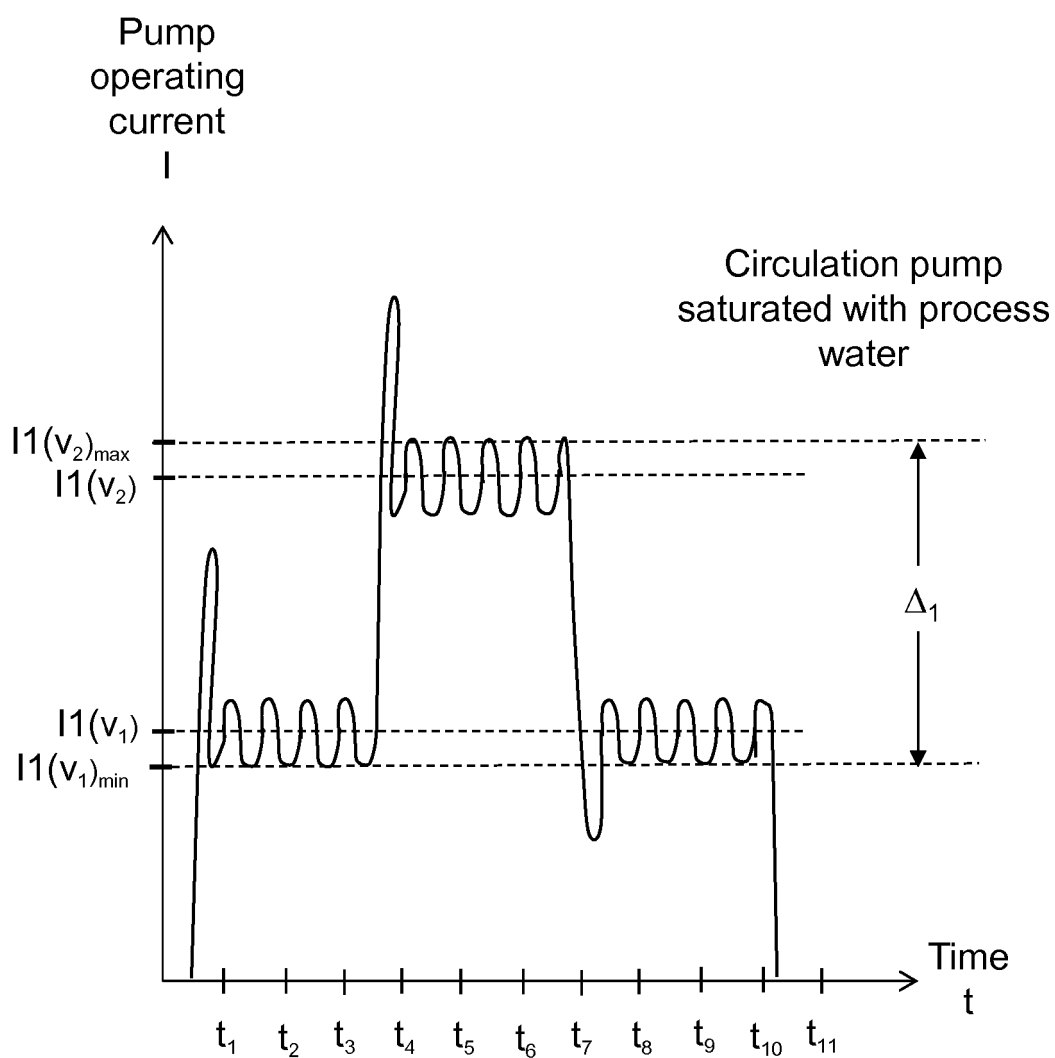 Pump
operating
current
I
Circulation pump
saturated with process
water
I1(v₂)max
I1(v₂)
Δ₁
I1(v₁)
I1(v₁)min
Time
t
t₁ t₂ t₃ t₄ t₅ t₆ t₇ t₈ t₉ t₁₀ t₁₁